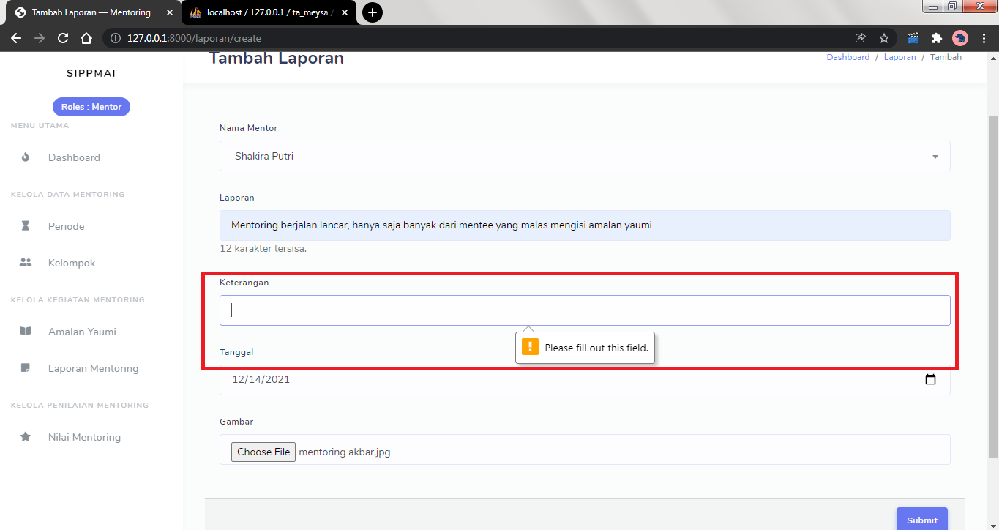 Tambah Laporan — Mentoring
localhost / 127.0.0.1 / ta_meysa /
127.0.0.1:8000/laporan/create
SIPPMAI
Roles : Mentor
MENU UTAMA
Dashboard
KELOLA DATA MENTORING
Periode
Kelompok
KELOLA KEGIATAN MENTORING
Amalan Yaumi
Laporan Mentoring
KELOLA PENILAIAN MENTORING
Nilai Mentoring
Tambah Laporan
Dashboard / Laporan / Tambah
Nama Mentor
Shakira Putri
Laporan
Mentoring berjalan lancar, hanya saja banyak dari mentee yang malas mengisi amalan yaumi
12 karakter tersisa.
Keterangan
Please fill out this field.
Tanggal
12/14/2021
Gambar
Choose File mentoring akbar.jpg
Submit